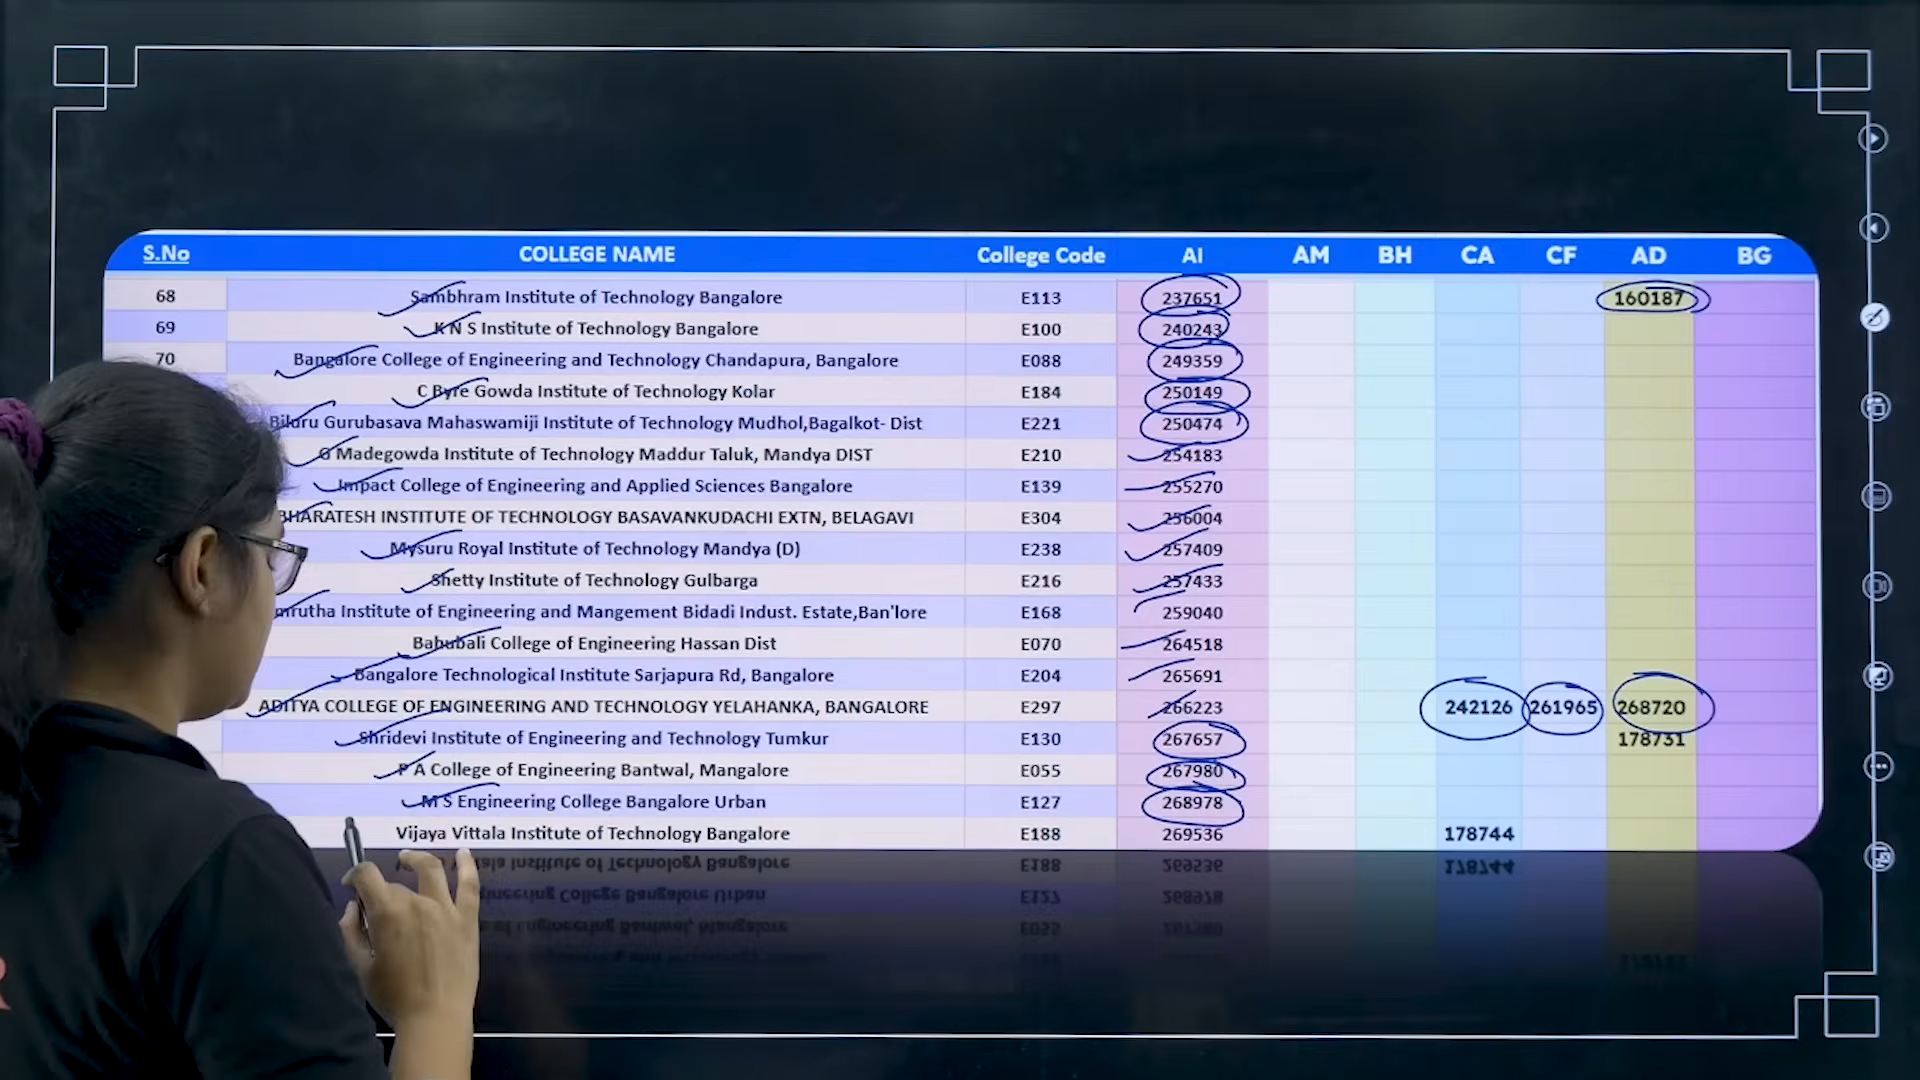 S.No COLLEGE NAME College Code AI AM BH CA CF AD BG
68 Sambhram Institute of Technology Bangalore E113 237651 160187
69 K N S Institute of Technology Bangalore E100 240243
70 Bangalore College of Engineering and Technology Chandapura, Bangalore E088 249359
C Byre Gowda Institute of Technology Kolar E184 250149
Biluru Gurubasava Mahaswamiji Institute of Technology Mudhol,Bagalkot- Dist E221 250474
G Madegowda Institute of Technology Maddur Taluk, Mandya DIST E210 254183
Impact College of Engineering and Applied Sciences Bangalore E139 255270
BHARATESH INSTITUTE OF TECHNOLOGY BASAVANKUDACHI EXTN, BELAGAVI E304 256004
Mysuru Royal Institute of Technology Mandya (D) E238 257409
Shetty Institute of Technology Gulbarga E216 257433
mrutha Institute of Engineering and Mangement Bidadi Indust. Estate,Ban'lore E168 259040
Bahubali College of Engineering Hassan Dist E070 264518
Bangalore Technological Institute Sarjapura Rd, Bangalore E204 265691
ADITYA COLLEGE OF ENGINEERING AND TECHNOLOGY YELAHANKA, BANGALORE E297 266223 242126 261965 268720
Shridevi Institute of Engineering and Technology Tumkur E130 267657 178731
P A College of Engineering Bantwal, Mangalore E055 267980
M S Engineering College Bangalore Urban E127 268978
Vijaya Vittala Institute of Technology Bangalore E188 269536 178744